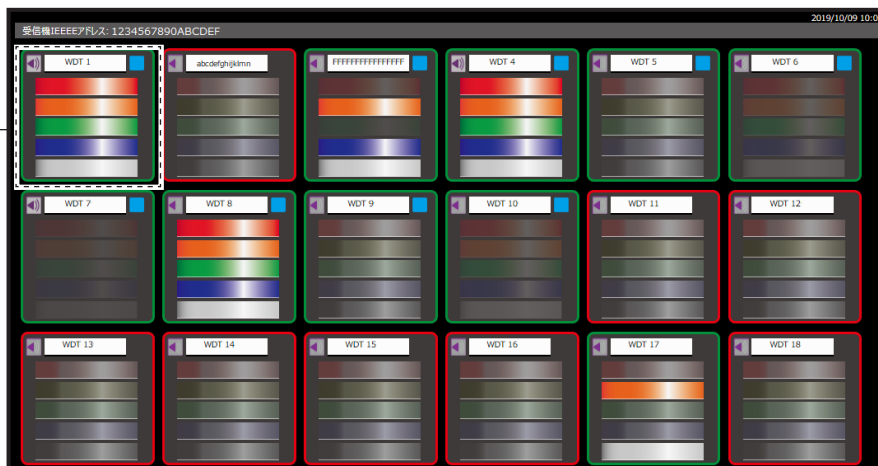 2019/10/09 10:0
受信機IEEEEアドレス: 1234567890ABCDEF
WDT 1
abcdefghijklmn
FFFFFFFFFFFFFFFF
WDT 4
WDT 5
WDT 6
WDT 7
WDT 8
WDT 9
WDT 10
WDT 11
WDT 12
WDT 13
WDT 14
WDT 15
WDT 16
WDT 17
WDT 18